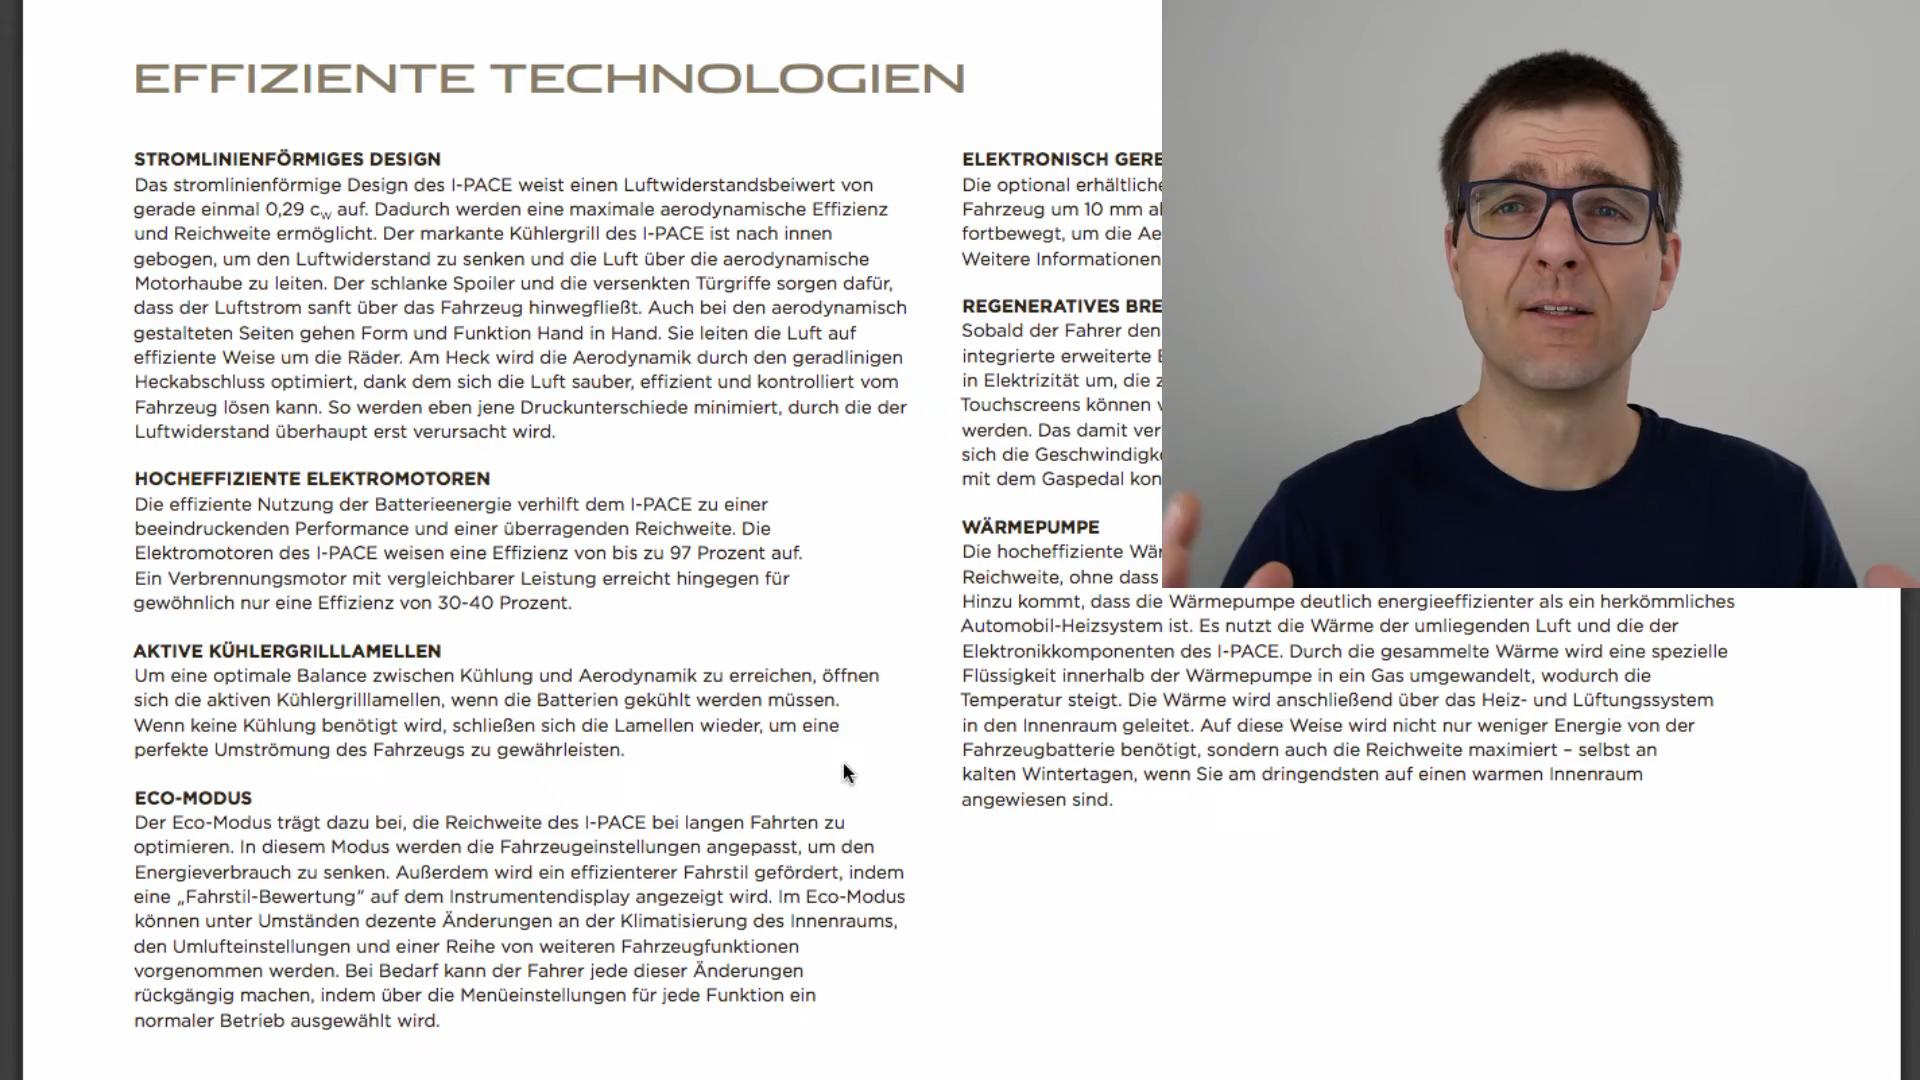 EFFIZIENTE TECHNOLOGIEN
STROMLINIENFÖRMIGES DESIGN
Das stromlinienförmige Design des I-PACE weist einen Luftwiderstandsbeiwert von
gerade einmal 0,29 cw auf. Dadurch werden eine maximale aerodynamische Effizienz
und Reichweite ermöglicht. Der markante Kühlergrill des I-PACE ist nach innen
gebogen, um den Luftwiderstand zu senken und die Luft über die aerodynamische
Motorhaube zu leiten. Der schlanke Spoiler und die versenkten Türgriffe sorgen dafür,
dass der Luftstrom sanft über das Fahrzeug hinwegfließt. Auch bei den aerodynamisch
gestalteten Seiten gehen Form und Funktion Hand in Hand. Sie leiten die Luft auf
effiziente Weise um die Räder. Am Heck wird die Aerodynamik durch den geradlinigen
Heckabschluss optimiert, dank dem sich die Luft sauber, effizient und kontrolliert vom
Fahrzeug lösen kann. So werden eben jene Druckunterschiede minimiert, durch die der
Luftwiderstand überhaupt erst verursacht wird.
HOCHEFFIZIENTE ELEKTROMOTOREN
Die effiziente Nutzung der Batterieenergie verhilft dem I-PACE zu einer
beeindruckenden Performance und einer überragenden Reichweite. Die
Elektromotoren des I-PACE weisen eine Effizienz von bis zu 97 Prozent auf.
Ein Verbrennungsmotor mit vergleichbarer Leistung erreicht hingegen für
gewöhnlich nur eine Effizienz von 30-40 Prozent.
AKTIVE KÜHLERGRILLLAMELLEN
Um eine optimale Balance zwischen Kühlung und Aerodynamik zu erreichen, öffnen
sich die aktiven Kühlergrilllamellen, wenn die Batterien gekühlt werden müssen.
Wenn keine Kühlung benötigt wird, schließen sich die Lamellen wieder, um eine
perfekte Umströmung des Fahrzeugs zu gewährleisten.
ECO-MODUS
Der Eco-Modus trägt dazu bei, die Reichweite des I-PACE bei langen Fahrten zu
optimieren. In diesem Modus werden die Fahrzeugeinstellungen angepasst, um den
Energieverbrauch zu senken. Außerdem wird ein effizienterer Fahrstil gefördert, indem
eine „Fahrstil-Bewertung“ auf dem Instrumentendisplay angezeigt wird. Im Eco-Modus
können unter Umständen dezente Änderungen an der Klimatisierung des Innenraums,
den Umlufteinstellungen und einer Reihe von weiteren Fahrzeugfunktionen
vorgenommen werden. Bei Bedarf kann der Fahrer jede dieser Änderungen
rückgängig machen, indem über die Menüeinstellungen für jede Funktion ein
normaler Betrieb ausgewählt wird.
ELEKTRONISCH GERE
Die optional erhältliche
Fahrzeug um 10 mm ab
fortbewegt, um die Ae
Weitere Informationen
REGENERATIVES BRE
Sobald der Fahrer den
integrierte erweiterte
in Elektrizität um, die z
Touchscreens können v
werden. Das damit ver
sich die Geschwindigke
mit dem Gaspedal kon
WÄRMEPUMPE
Die hocheffiziente Wär
Reichweite, ohne dass
Hinzu kommt, dass die Wärmepumpe deutlich energieeffizienter als ein herkömmliches
Automobil-Heizsystem ist. Es nutzt die Wärme der umliegenden Luft und die der
Elektronikkomponenten des I-PACE. Durch die gesammelte Wärme wird eine spezielle
Flüssigkeit innerhalb der Wärmepumpe in ein Gas umgewandelt, wodurch die
Temperatur steigt. Die Wärme wird anschließend über das Heiz- und Lüftungssystem
in den Innenraum geleitet. Auf diese Weise wird nicht nur weniger Energie von der
Fahrzeugbatterie benötigt, sondern auch die Reichweite maximiert – selbst an
kalten Wintertagen, wenn Sie am dringendsten auf einen warmen Innenraum
angewiesen sind.